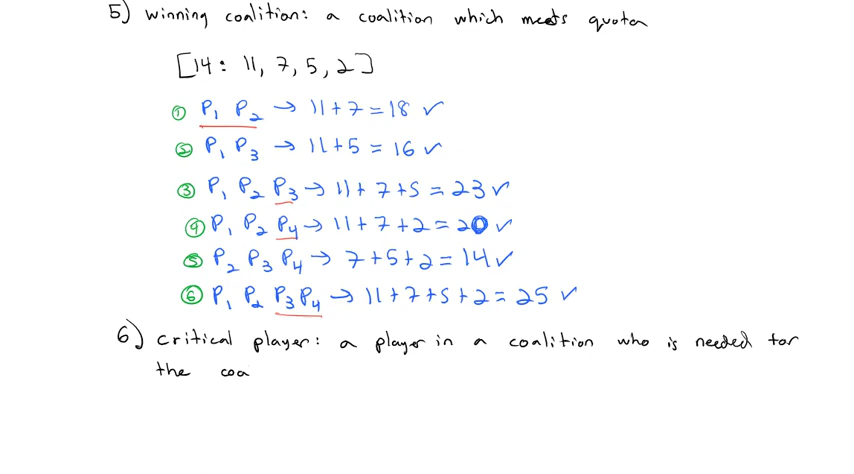 5) winning coalition: a coalition which meets quota
[14: 11, 7, 5, 2]
① P₁ P₂ → 11+7=18 ✓
② P₁ P₃ → 11+5=16 ✓
③ P₁ P₂ P₃ → 11+7+5=23 ✓
④ P₁ P₂ P₄ → 11+7+2=20 ✓
⑤ P₂ P₃ P₄ → 7+5+2=14 ✓
⑥ P₁ P₂ P₃ P₄ → 11+7+5+2=25 ✓
6) critical player: a player in a coalition who is needed for
the coa